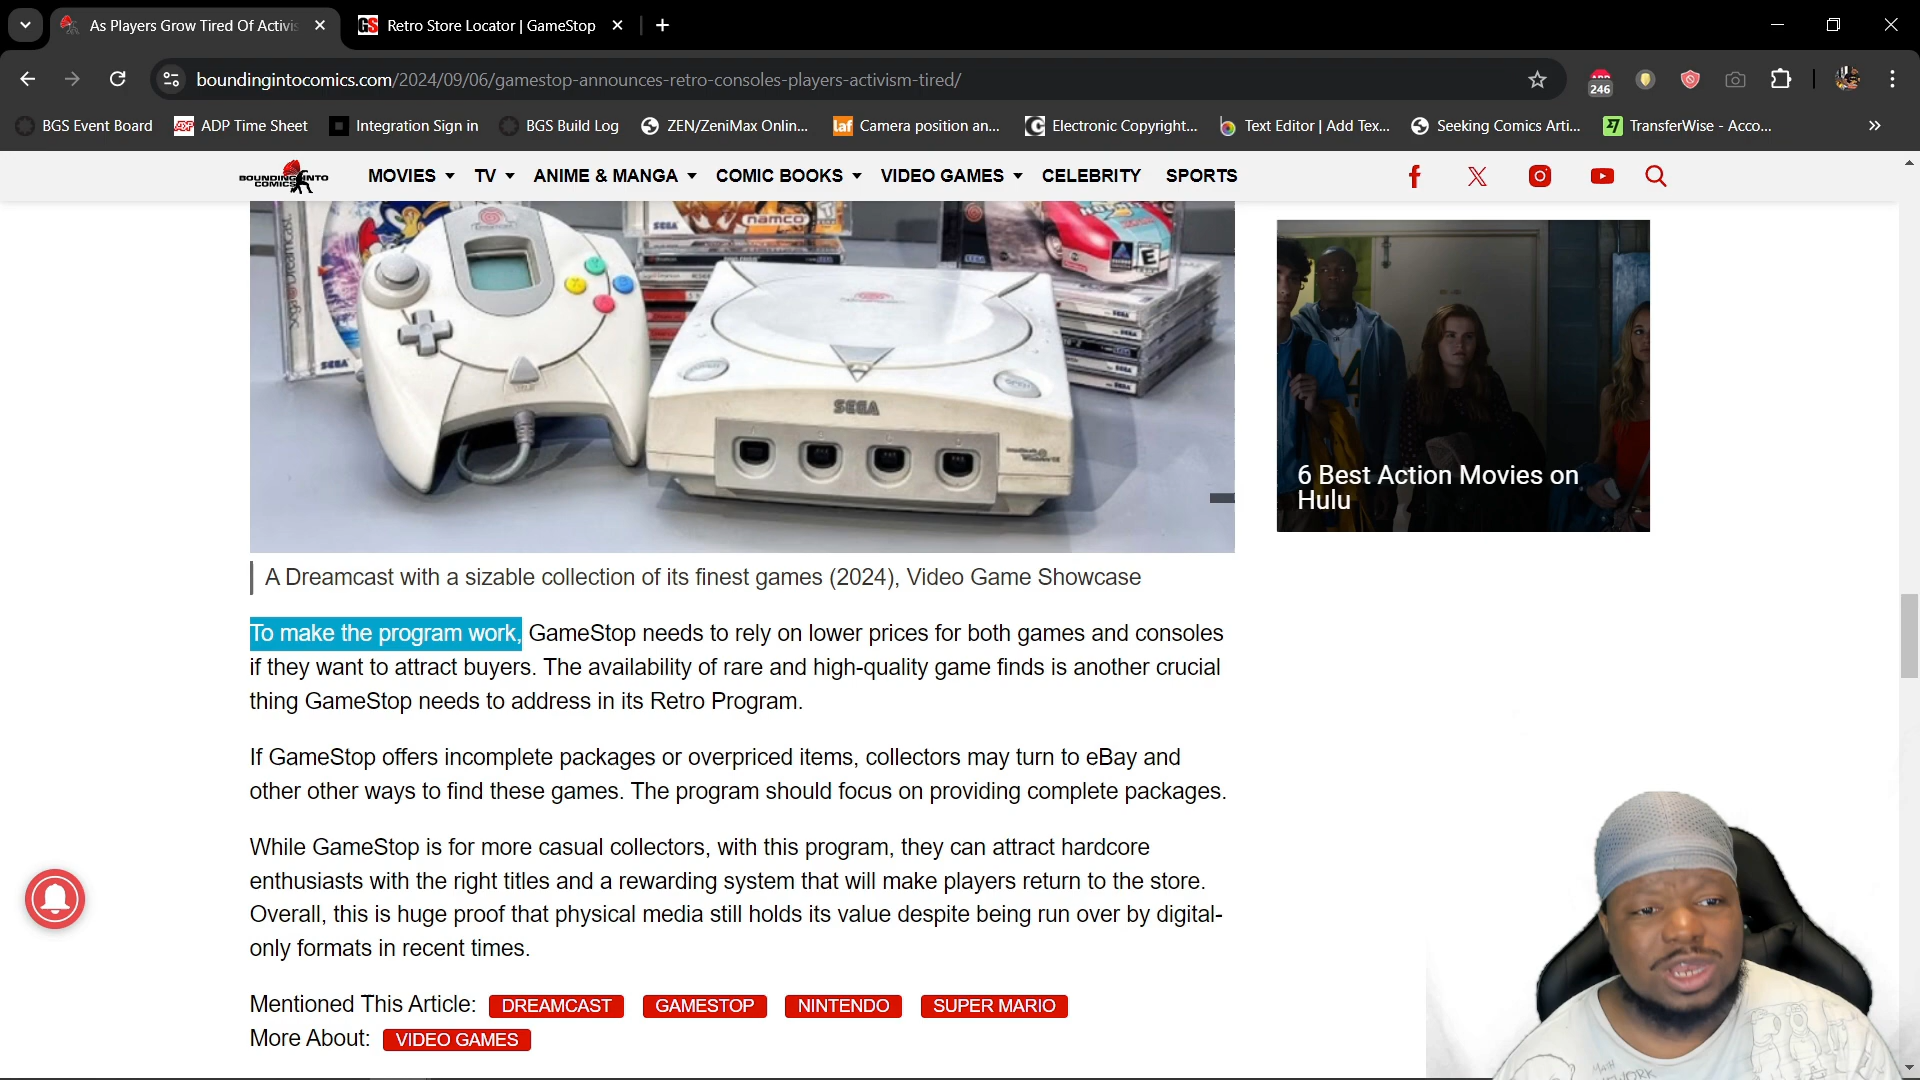 As Players Grow Tired Of Activis
Retro Store Locator | GameStop
boundingintocomics.com/2024/09/06/gamestop-announces-retro-consoles-players-activism-tired/
246
BGS Event Board
ADP Time Sheet
Integration Sign in
BGS Build Log
ZEN/ZeniMax Onlin...
Camera position an...
Electronic Copyright...
Text Editor | Add Tex...
Seeking Comics Arti...
TransferWise - Acco...
BOUNDING INTO COMICS
MOVIES
TV
ANIME & MANGA
COMIC BOOKS
VIDEO GAMES
CELEBRITY
SPORTS
namco
SEGA
SEGA
6 Best Action Movies on
Hulu
A Dreamcast with a sizable collection of its finest games (2024), Video Game Showcase
To make the program work, GameStop needs to rely on lower prices for both games and consoles
if they want to attract buyers. The availability of rare and high-quality game finds is another crucial
thing GameStop needs to address in its Retro Program.
If GameStop offers incomplete packages or overpriced items, collectors may turn to eBay and
other other ways to find these games. The program should focus on providing complete packages.
While GameStop is for more casual collectors, with this program, they can attract hardcore
enthusiasts with the right titles and a rewarding system that will make players return to the store.
Overall, this is huge proof that physical media still holds its value despite being run over by digital-
only formats in recent times.
Mentioned This Article: DREAMCAST GAMESTOP NINTENDO SUPER MARIO
More About: VIDEO GAMES